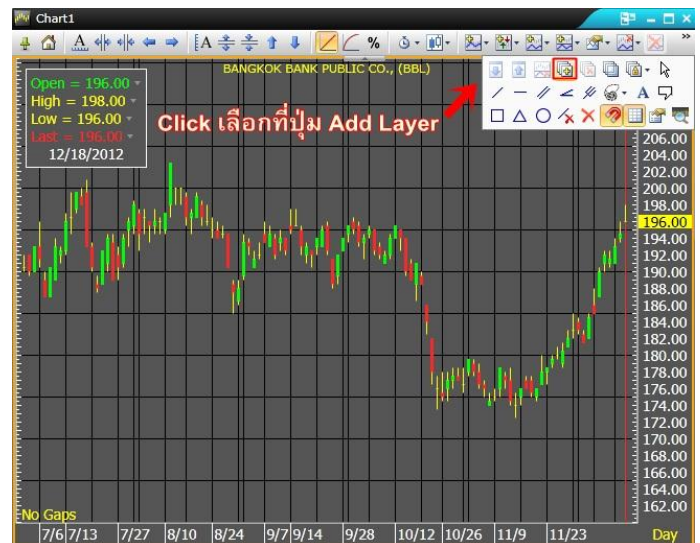 Chart1
A
A
%
A
BANGKOK BANK PUBLIC CO., (BBL)
Open = 196.00
High = 198.00
Low = 196.00
Last = 196.00
12/18/2012
Click เลือกที่ปุ่ม Add Layer
206.00
204.00
202.00
200.00
198.00
196.00
194.00
192.00
190.00
188.00
186.00
184.00
182.00
180.00
178.00
176.00
174.00
172.00
170.00
168.00
166.00
164.00
162.00
No Gaps
7/6 7/13 7/27 8/10 8/24 9/7 9/14 9/28 10/12 10/26 11/9 11/23 Day